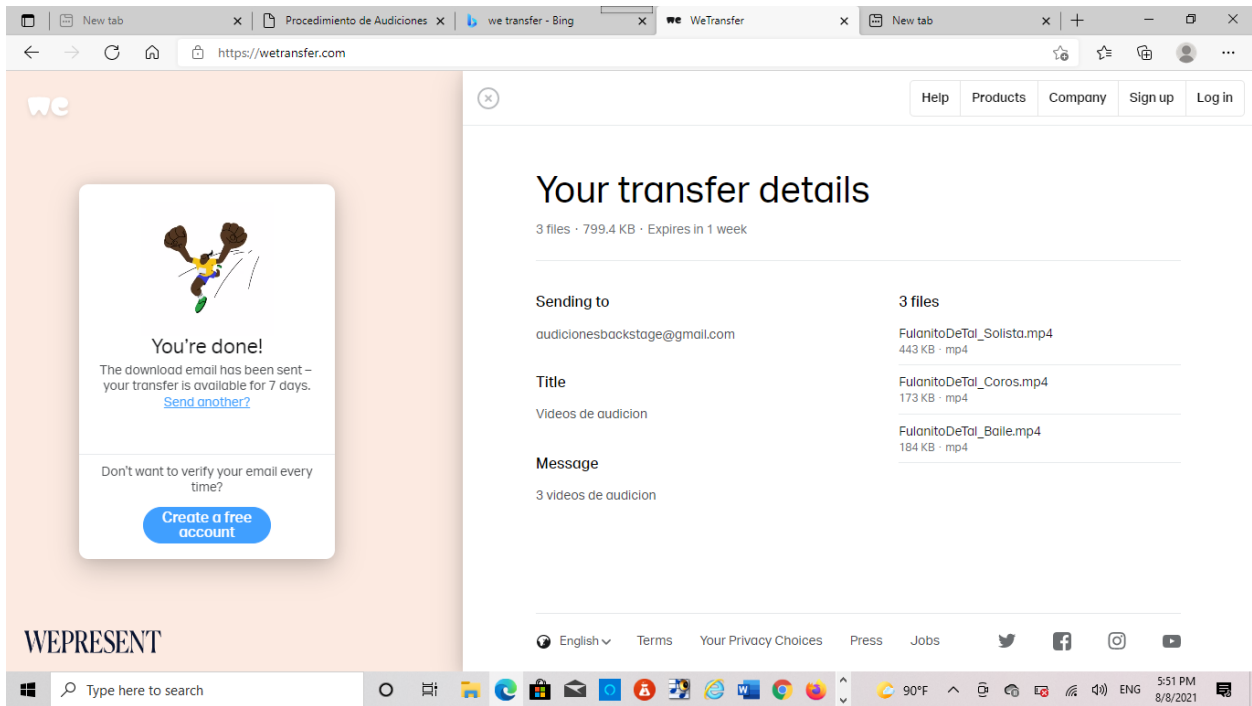 New tab
Procedimiento de Audiciones
we transfer - Bing
we WeTransfer
New tab
https://wetransfer.com
we
Help
Products
Company
Sign up
Log in
You're done!
The download email has been sent –
your transfer is available for 7 days.
Send another?
Don't want to verify your email every
time?
Create a free
account
WEPRESENT
Your transfer details
3 files · 799.4 KB · Expires in 1 week
Sending to
audicionesbackstage@gmail.com
Title
Videos de audicion
Message
3 videos de audicion
3 files
FulanitoDeTal_Solista.mp4
443 KB · mp4
FulanitoDeTal_Coros.mp4
173 KB · mp4
FulanitoDeTal_Baile.mp4
184 KB · mp4
English
Terms
Your Privacy Choices
Press
Jobs
Type here to search
90°F
ENG
5:51 PM
8/8/2021